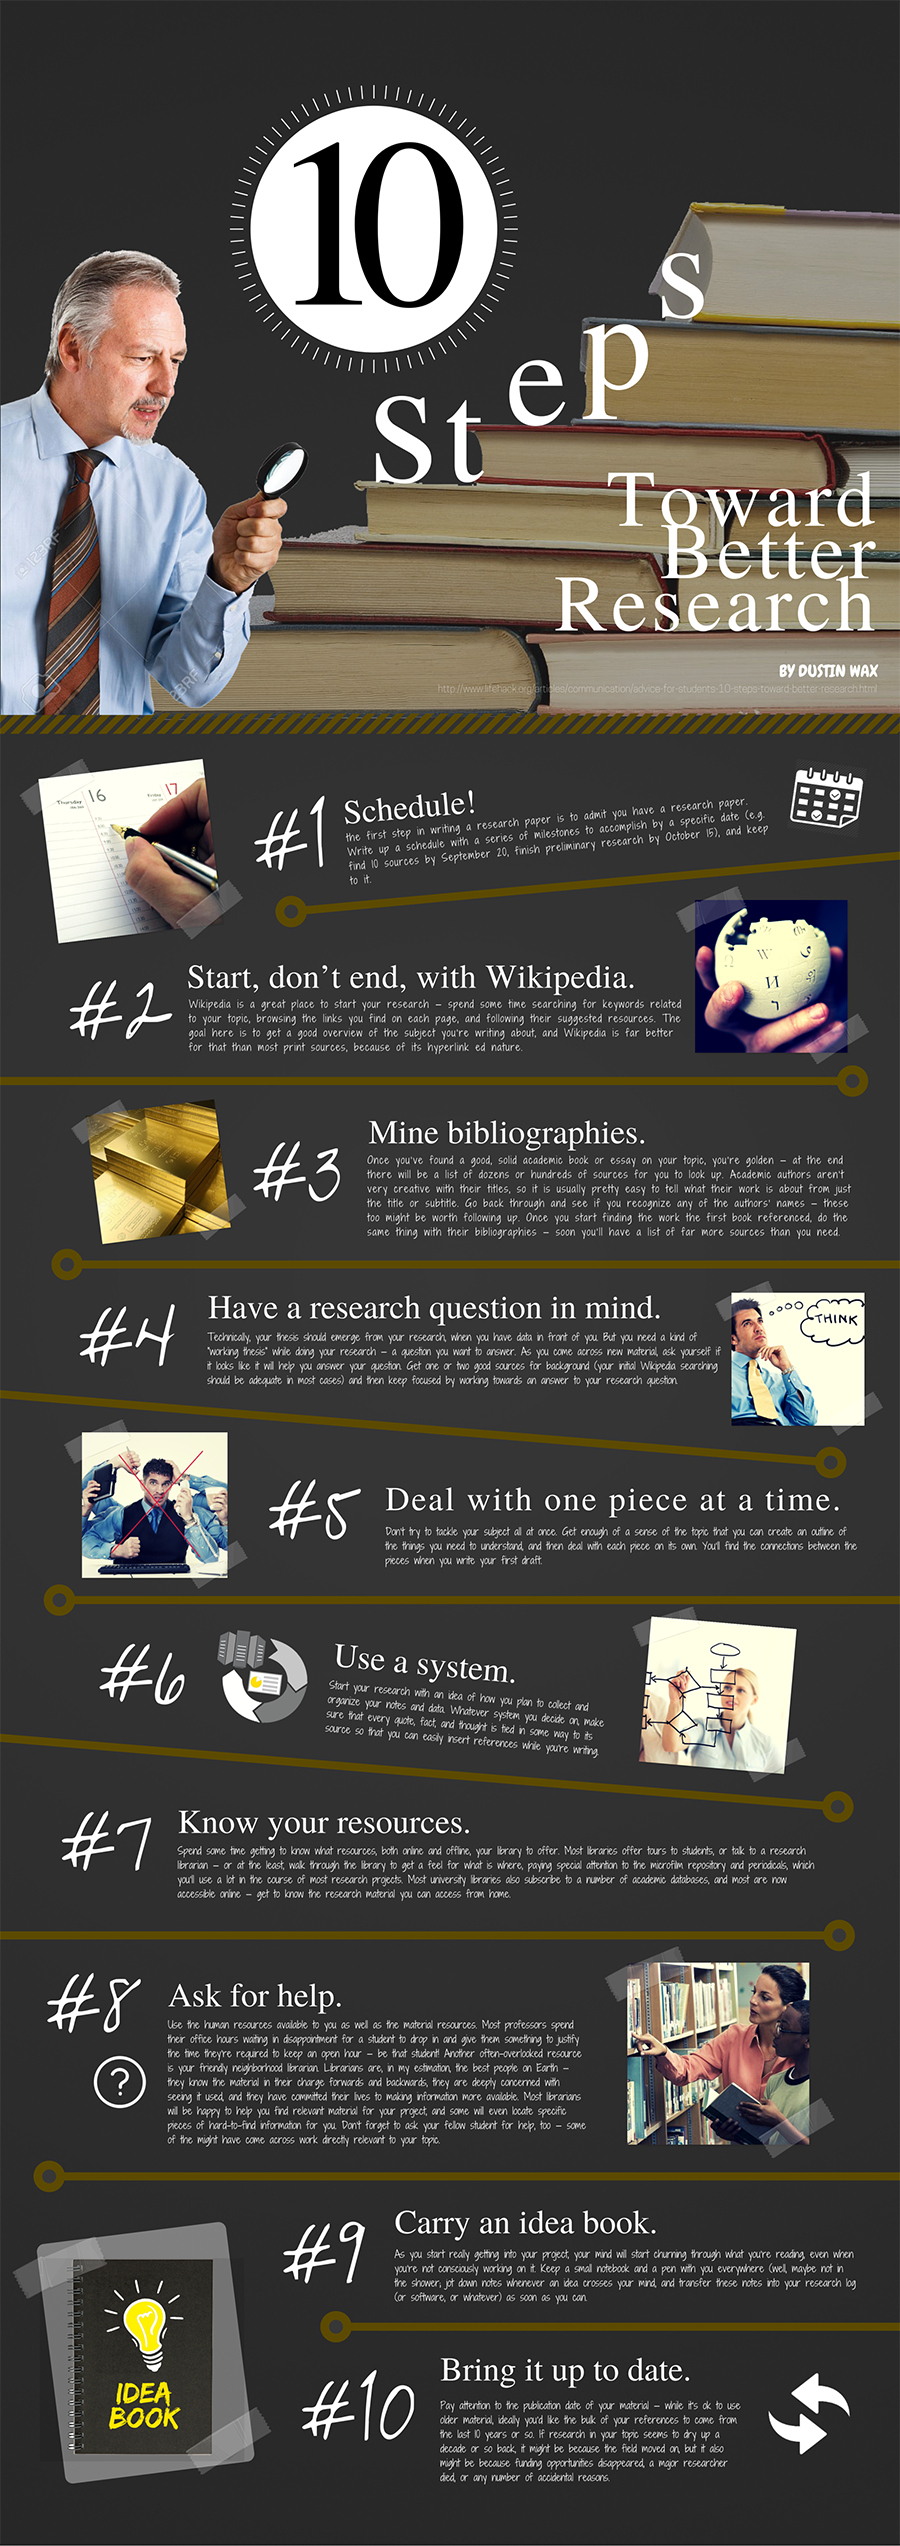 10
Steps
Toward
Better
Research
BY DUSTIN WAX
http://www.lifehack.org/articles/communication/advice-for-students-10-steps-toward-better-research.html
Thursday 16
Friday 17
#1
Schedule!
the first step in writing a research paper is to admit you have a research paper.
Write up a schedule with a series of milestones to accomplish by a specific date (e.g.
find 10 sources by September 20, finish preliminary research by October 15), and keep
to it.
#2
Start, don't end, with Wikipedia.
Wikipedia is a great place to start your research – spend some time searching for keywords related
to your topic, browsing the links you find on each page, and following their suggested resources. The
goal here is to get a good overview of the subject you're writing about, and Wikipedia is far better
for that than most print sources, because of its hyperlink ed nature.
W
И
#3
Mine bibliographies.
Once you've found a good, solid academic book or essay on your topic, you're golden – at the end
there will be a list of dozens or hundreds of sources for you to look up. Academic authors aren't
very creative with their titles, so it is usually pretty easy to tell what their work is about from just
the title or subtitle. Go back through and see if you recognize any of the authors' names – these
too might be worth following up. Once you start finding the work the first book referenced, do the
same thing with their bibliographies – soon you'll have a list of far more sources than you need.
#4
Have a research question in mind.
Technically, your thesis should emerge from your research, when you have data in front of you. But you need a kind of
"working thesis" while doing your research – a question you want to answer. As you come across new material, ask yourself if
it looks like it will help you answer your question. Get one or two good sources for background (your initial Wikipedia searching
should be adequate in most cases) and then keep focused by working towards an answer to your research question.
THINK
#5
Deal with one piece at a time.
Don't try to tackle your subject all at once. Get enough of a sense of the topic that you can create an outline of
the things you need to understand, and then deal with each piece on its own. You'll find the connections between the
pieces when you write your first draft.
#6
Use a system.
Start your research with an idea of how you plan to collect and
organize your notes and data. Whatever system you decide on, make
sure that every quote, fact, and thought is tied in some way to its
source so that you can easily insert references while you're writing.
#7
Know your resources.
Spend some time getting to know what resources, both online and offline, your library to offer. Most libraries offer tours to students, or talk to a research
librarian – or at the least, walk through the library to get a feel for what is where, paying special attention to the microfilm repository and periodicals, which
you'll use a lot in the course of most research projects. Most university libraries also subscribe to a number of academic databases, and most are now
accessible online – get to know the research material you can access from home.
#8
Ask for help.
Use the human resources available to you as well as the material resources. Most professors spend
their office hours waiting in disappointment for a student to drop in and give them something to justify
the time they're required to keep an open hour – be that student! Another often-overlooked resource
is your friendly neighborhood librarian. Librarians are, in my estimation, the best people on Earth –
they know the material in their charge forwards and backwards, they are deeply concerned with
seeing it used, and they have committed their lives to making information more available. Most librarians
will be happy to help you find relevant material for your project, and some will even locate specific
pieces of hard-to-find information for you. Don't forget to ask your fellow student for help, too – some
of the might have come across work directly relevant to your topic.
?
#9
Carry an idea book.
As you start really getting into your project, your mind will start churning through what you're reading, even when
you're not consciously working on it. Keep a small notebook and a pen with you everywhere (well, maybe not in
the shower; jot down notes whenever an idea crosses your mind, and transfer these notes into your research log
(or software, or whatever) as soon as you can.
IDEA
BOOK
#10
Bring it up to date.
Pay attention to the publication date of your material – while it's ok to use
older material, ideally you'd like the bulk of your references to come from
the last 10 years or so. If research in your topic seems to dry up a
decade or so back, it might be because the field moved on, but it also
might be because funding opportunities disappeared, a major researcher
died, or any number of accidental reasons.